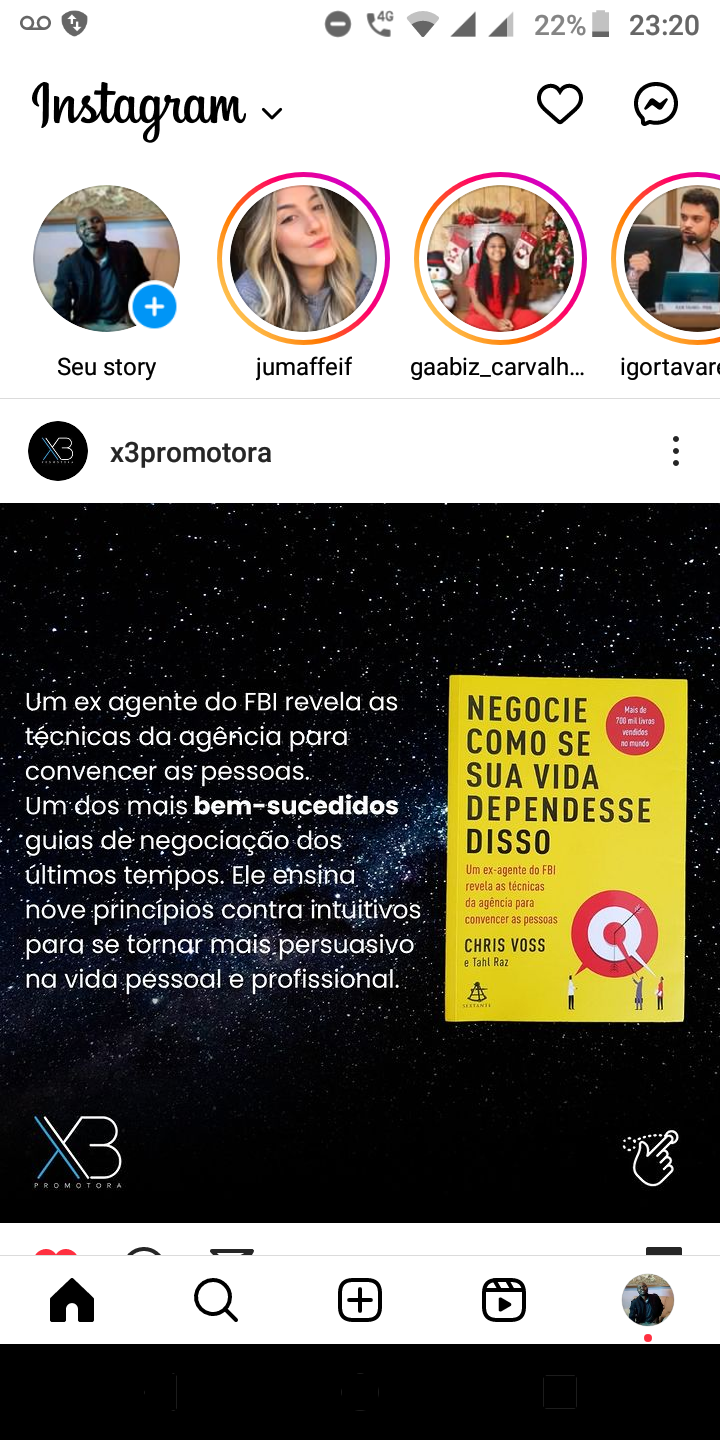 22% 23:20
4G
Instagram
Seu story
jumaffeif
gaabiz_carvalh...
igortavare
X3
PROMOTORA
x3promotora
Um ex agente do FBI revela as
técnicas da agência para
convencer as pessoas.
Um dos mais bem-sucedidos
guias de negociação dos
últimos tempos. Ele ensina
nove princípios contra intuitivos
para se tornar mais persuasivo
na vida pessoal e profissional.
NEGOCIE
COMO SE
SUA VIDA
DEPENDESSE
DISSO
Mais de
700 mil livros
vendidos
no mundo
Um ex-agente do FBI
revela as técnicas
da agência para
convencer as pessoas
CHRIS VOSS
e Tahl Raz
SEXTANTE
X3
PROMOTORA